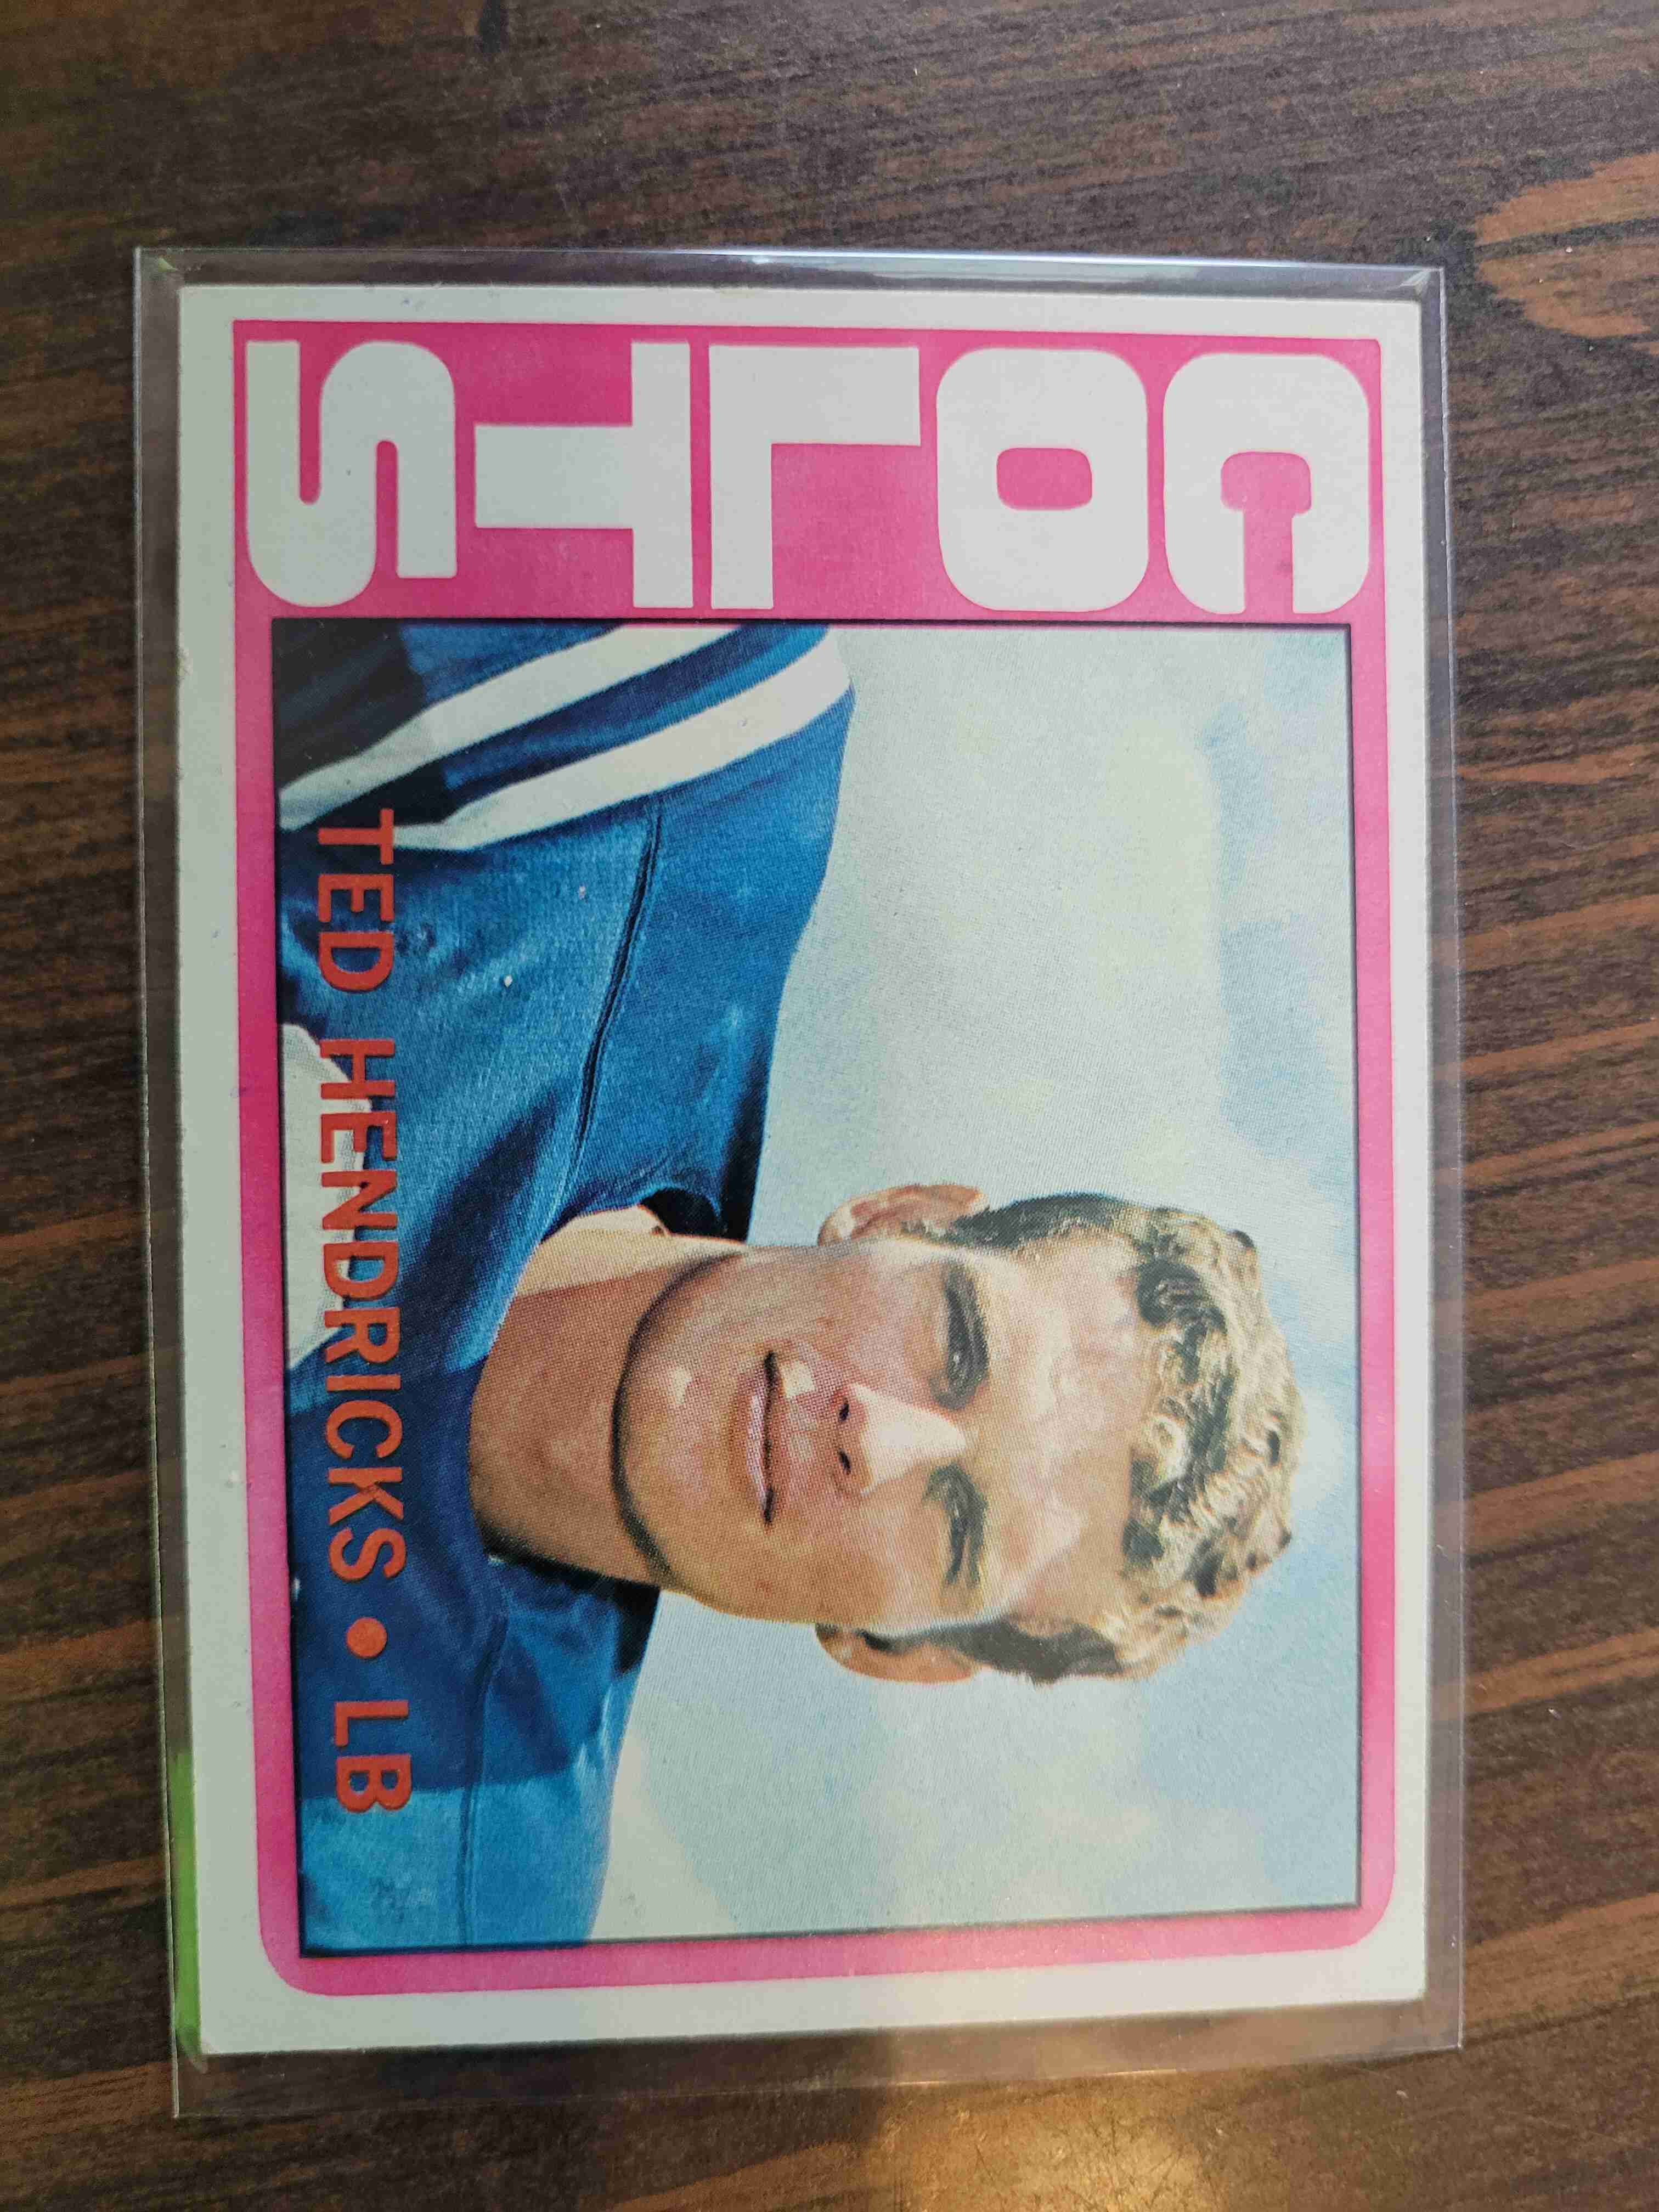 COLTS
TED HENDRICKS • LB